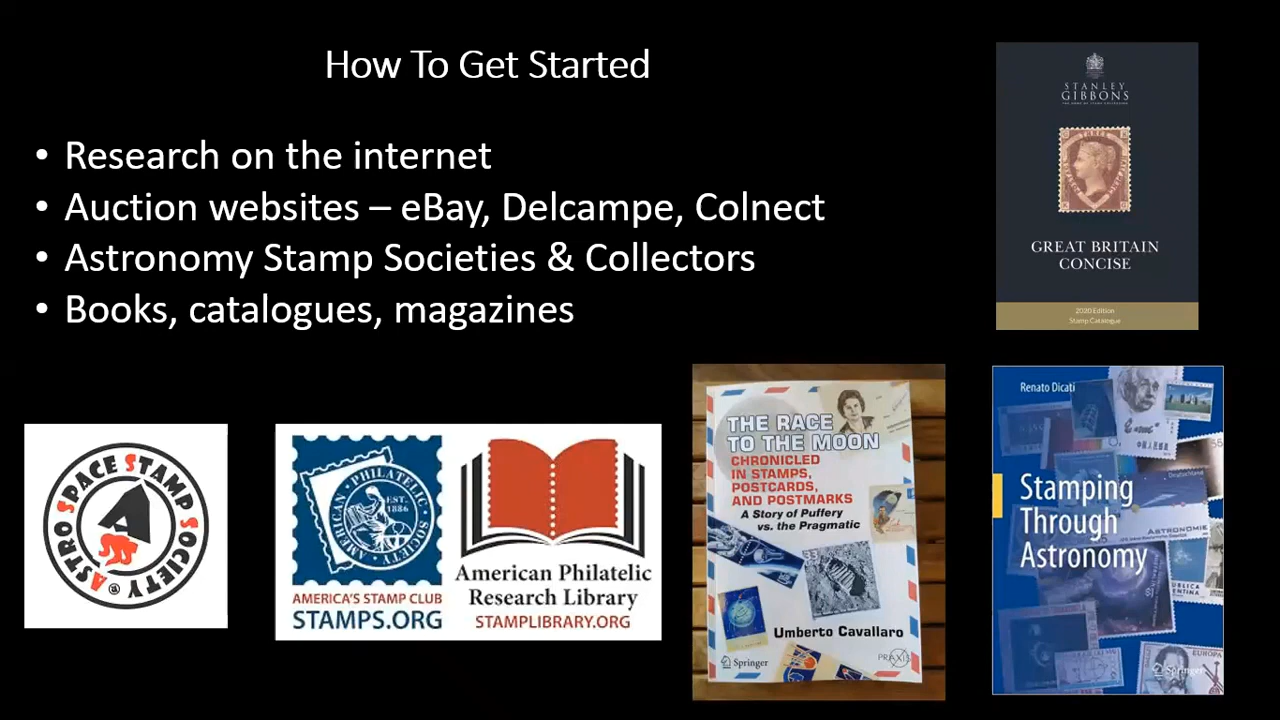 How To Get Started
• Research on the internet
• Auction websites – eBay, Delcampe, Colnect
• Astronomy Stamp Societies & Collectors
• Books, catalogues, magazines
STANLEY
GIBBONS
THREE
GREAT BRITAIN
CONCISE
2020 Edition
Stamp Catalogue
ASTRO SPACE STAMP SOCIETY
AMERICAN PHILATELIC SOCIETY
EST.
1886
AMERICA'S STAMP CLUB
STAMPS.ORG
American Philatelic
Research Library
STAMPLIBRARY.ORG
THE RACE
TO THE MOON
CHRONICLED
IN STAMPS,
POSTCARDS,
AND POSTMARKS
A Story of Puffery
vs. the Pragmatic
Umberto Cavallaro
Springer
PRAXIS
Renato Dicati
Stamping
Through
Astronomy
Deutschland
ASTRONOMIE
EUROPA
Springer